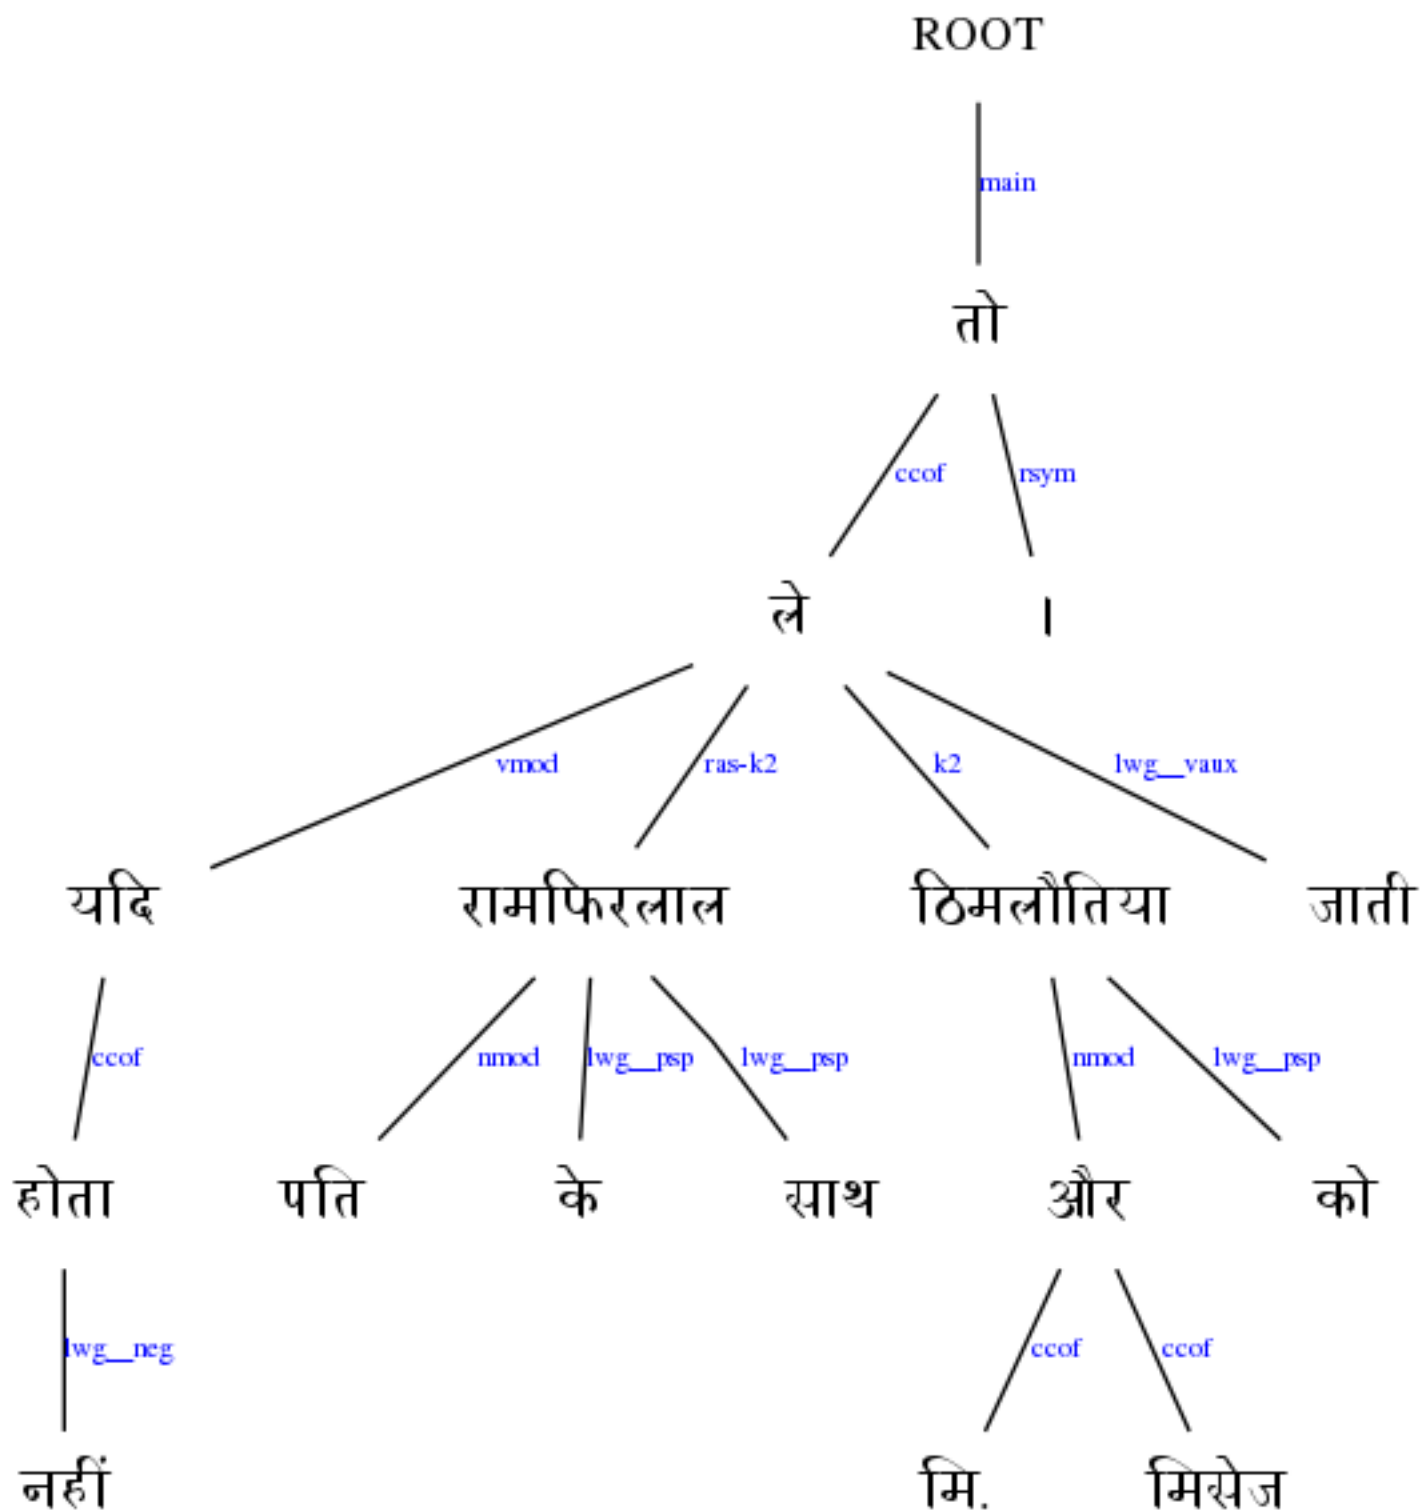 ROOT
main
तो
ccof rsym
ले ।
vmod ras-k2 k2 lwg__vaux
यदि रामफिरलाल ठिमलौतिया जाती
ccof nmod lwg__psp lwg__psp nmod lwg__psp
होता पति के साथ और को
lwg__neg ccof ccof
नहीं मि. मिसेज